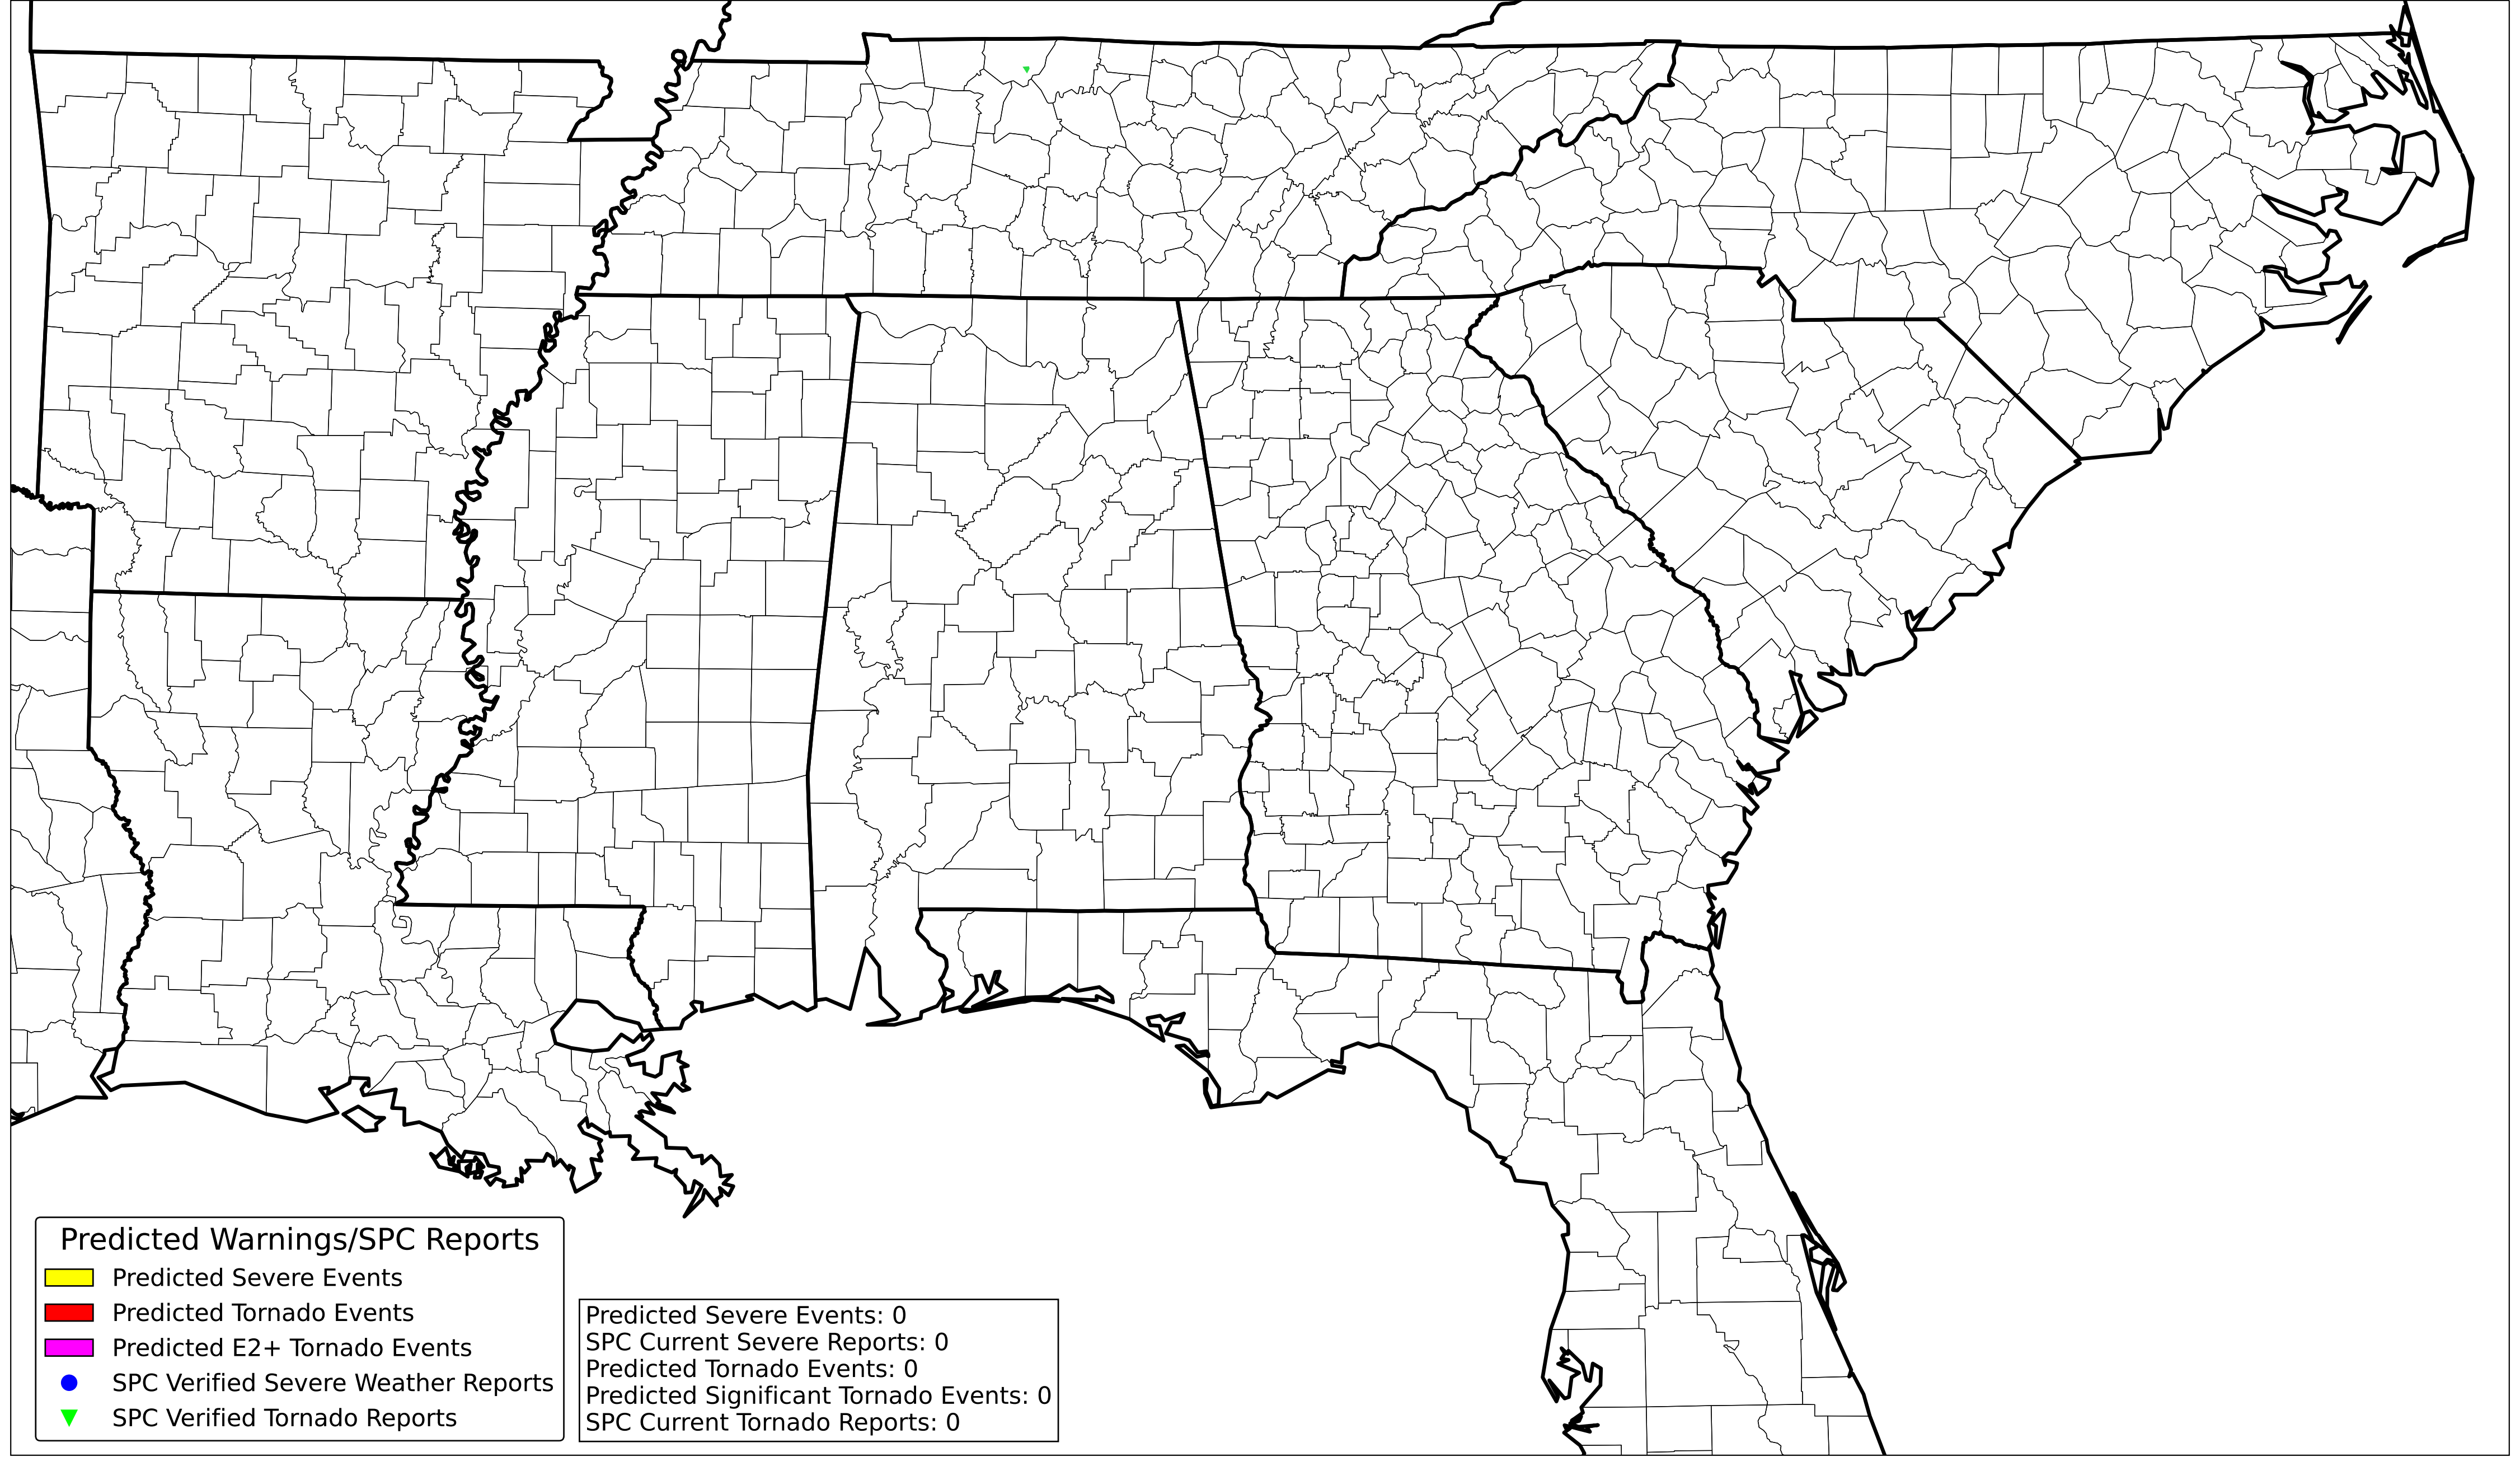 Predicted Warnings/SPC Reports
Predicted Severe Events
Predicted Tornado Events
Predicted E2+ Tornado Events
SPC Verified Severe Weather Reports
SPC Verified Tornado Reports
Predicted Severe Events: 0
SPC Current Severe Reports: 0
Predicted Tornado Events: 0
Predicted Significant Tornado Events: 0
SPC Current Tornado Reports: 0